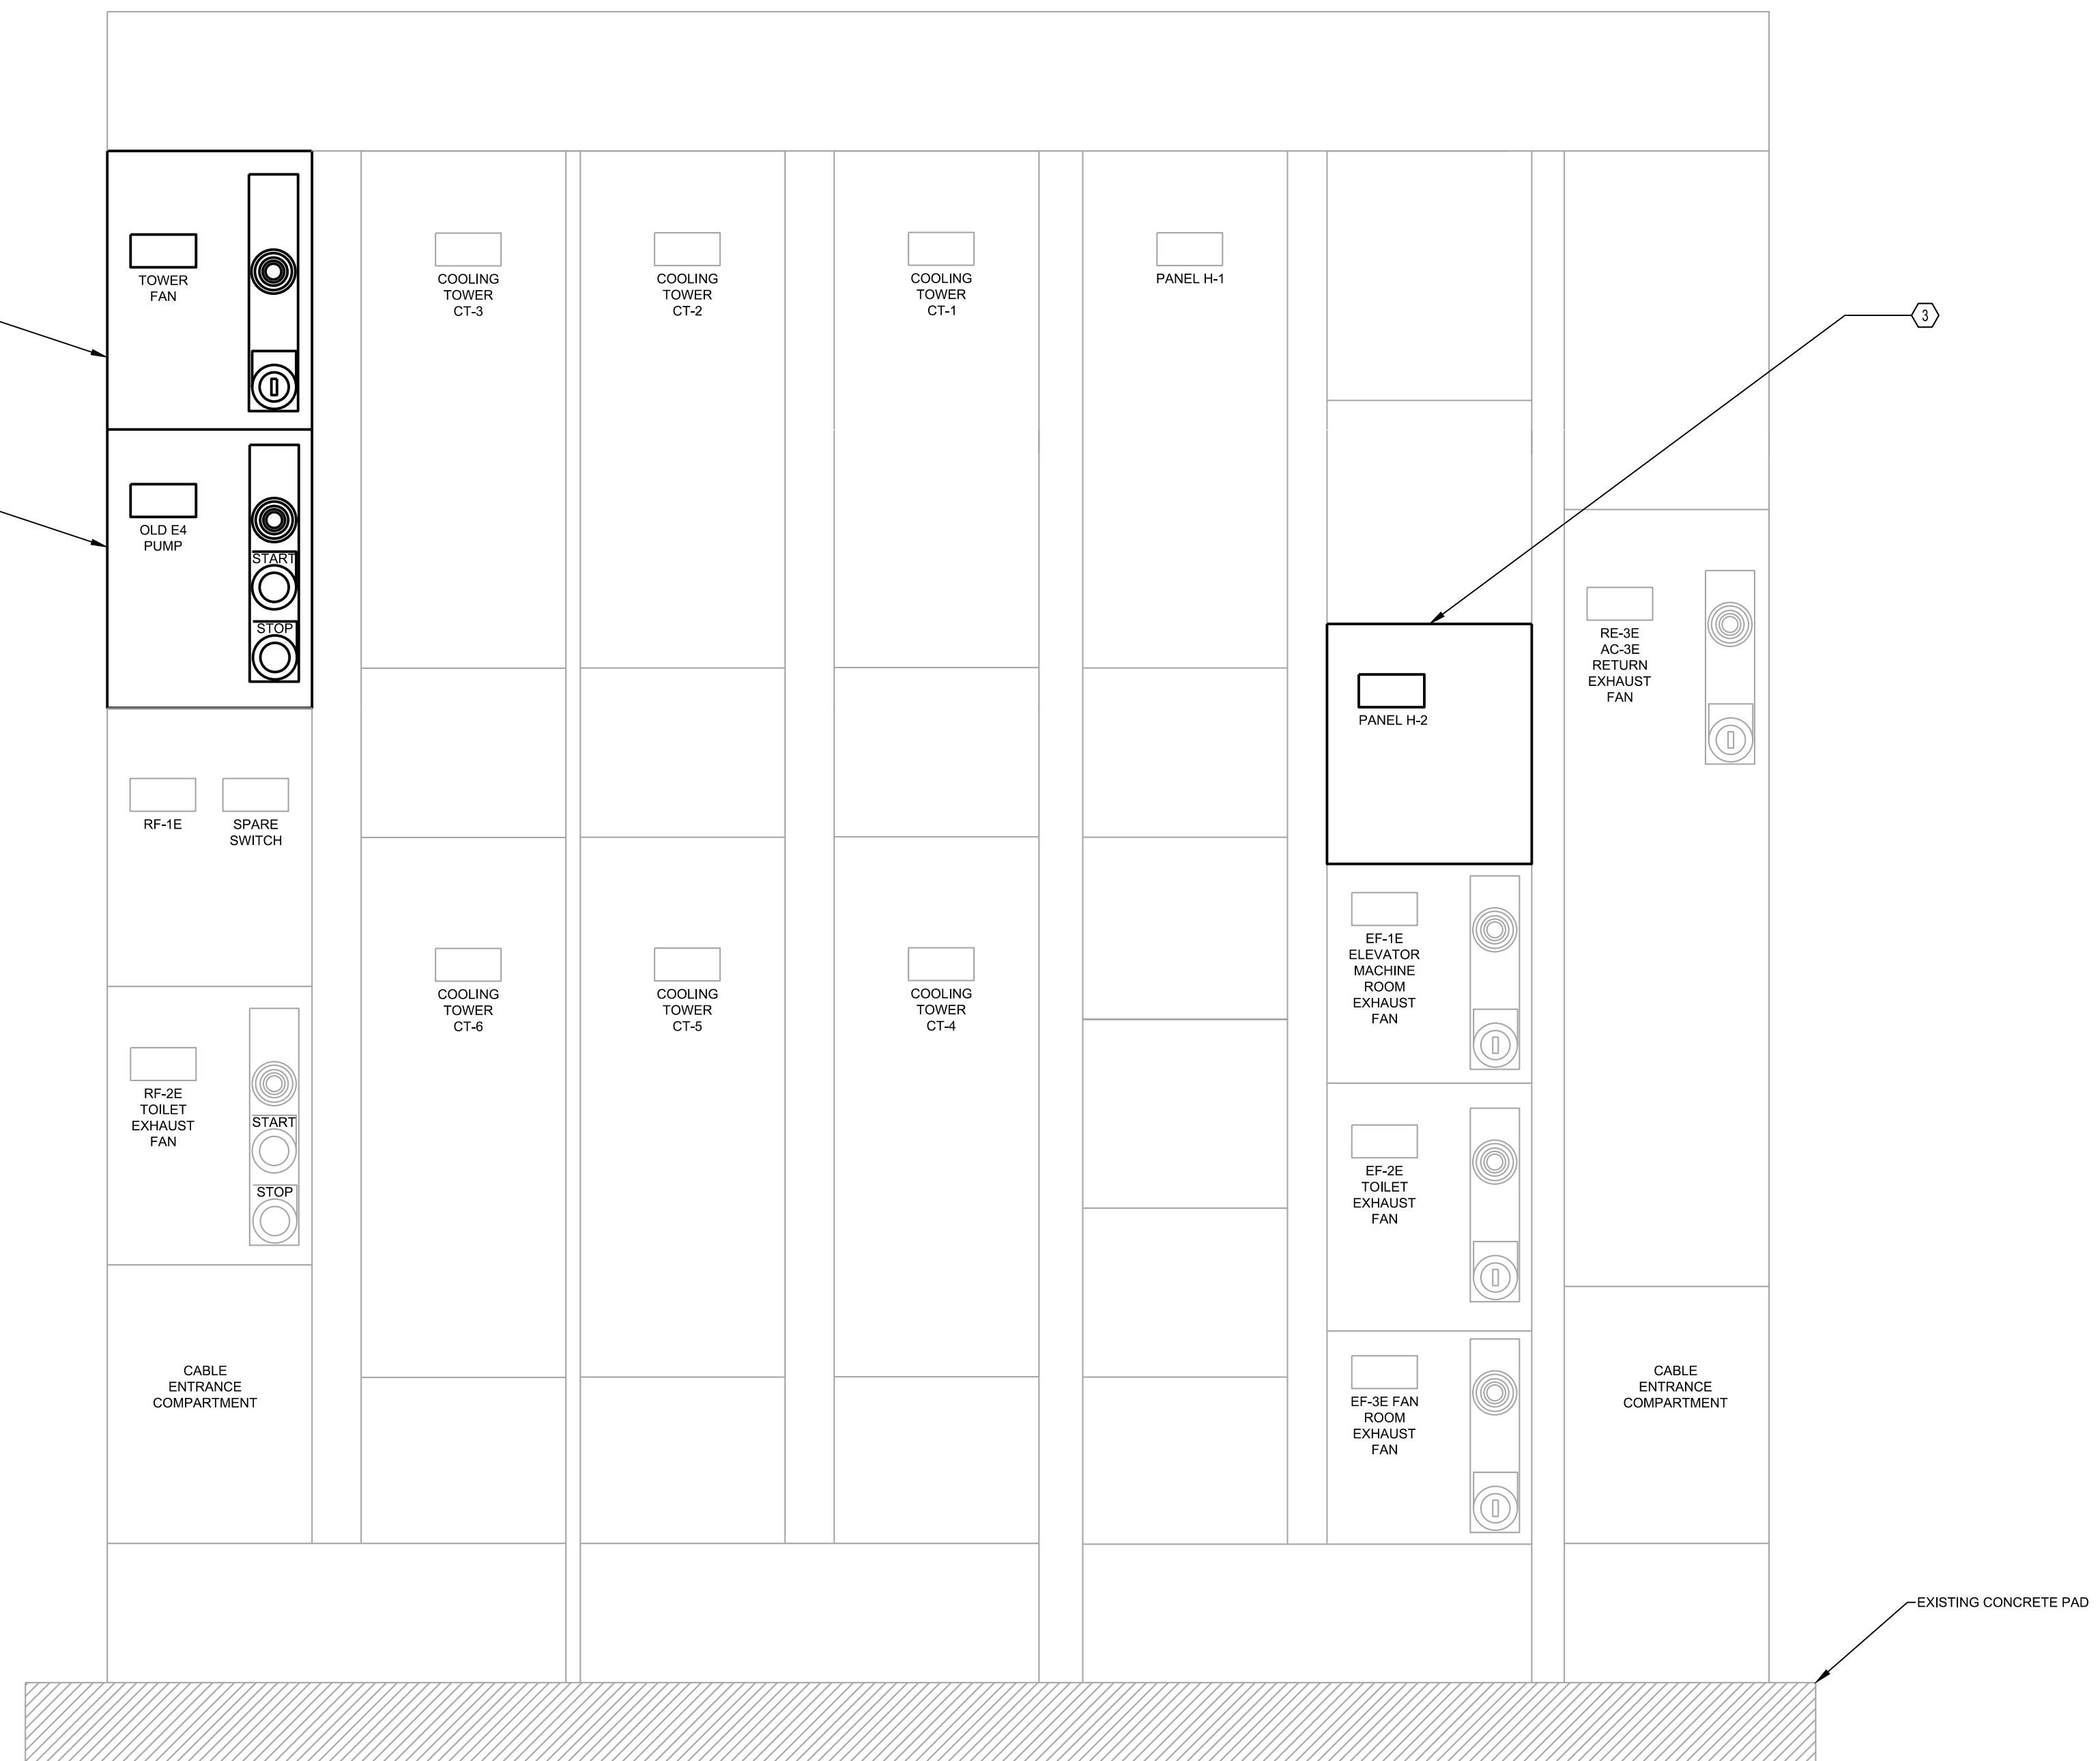 TOWER
FAN
COOLING
TOWER
CT-3
COOLING
TOWER
CT-2
COOLING
TOWER
CT-1
PANEL H-1
3
OLD E4
PUMP
START
STOP
RE-3E
AC-3E
RETURN
EXHAUST
FAN
PANEL H-2
RF-1E
SPARE
SWITCH
EF-1E
ELEVATOR
MACHINE
ROOM
EXHAUST
FAN
COOLING
TOWER
CT-6
COOLING
TOWER
CT-5
COOLING
TOWER
CT-4
RF-2E
TOILET
EXHAUST
FAN
START
STOP
EF-2E
TOILET
EXHAUST
FAN
CABLE
ENTRANCE
COMPARTMENT
EF-3E FAN
ROOM
EXHAUST
FAN
CABLE
ENTRANCE
COMPARTMENT
EXISTING CONCRETE PAD